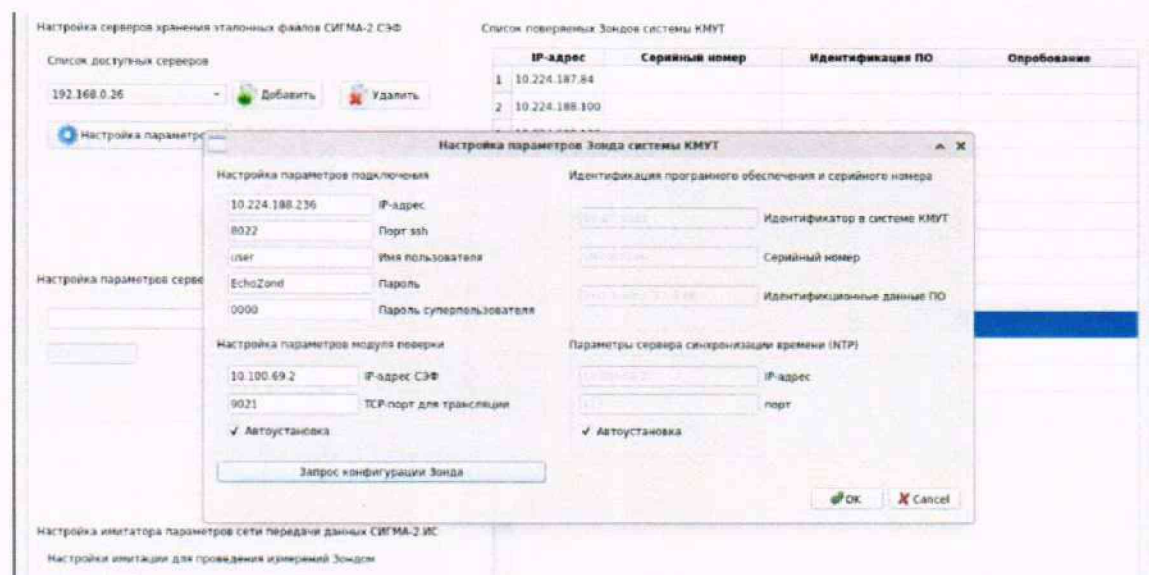 Настройка серверов хранения эталонных файлов СИГМА-2 СЭФ
Список доступных серверов
192.168.0.26
Добавить
Удалить
Настройка параметро
Список поверяемых Зондов системы КМУТ
IP-адрес Серийный номер Идентификация ПО Опробование
1 10.224.187.84
2 10.224.188.100
Настройка параметров Зонда системы КМУТ
Настройка параметров подключения
10.224.188.236 IP-адрес
8022 Порт ssh
user Имя пользователя
EchoZond Пароль
0000 Пароль суперпользователя
Настройка параметров модуля поверки
10.100.69.2 IP-адрес СЭФ
9021 TCP-порт для трансляции
✓ Автоустановка
Запрос конфигурации Зонда
Идентификация програмного обеспечения и серийного номера
Идентификатор в системе КМУТ
Серийный номер
Идентификционные данные ПО
Параметры сервера синхронизации времени (NTP)
IP-адрес
порт
✓ Автоустановка
OK
Cancel
Настройка параметров серве
Настройка имитатора параметров сети передачи данных СИГМА-2.ИС
Настройки имитации для проведения измерений Зондом